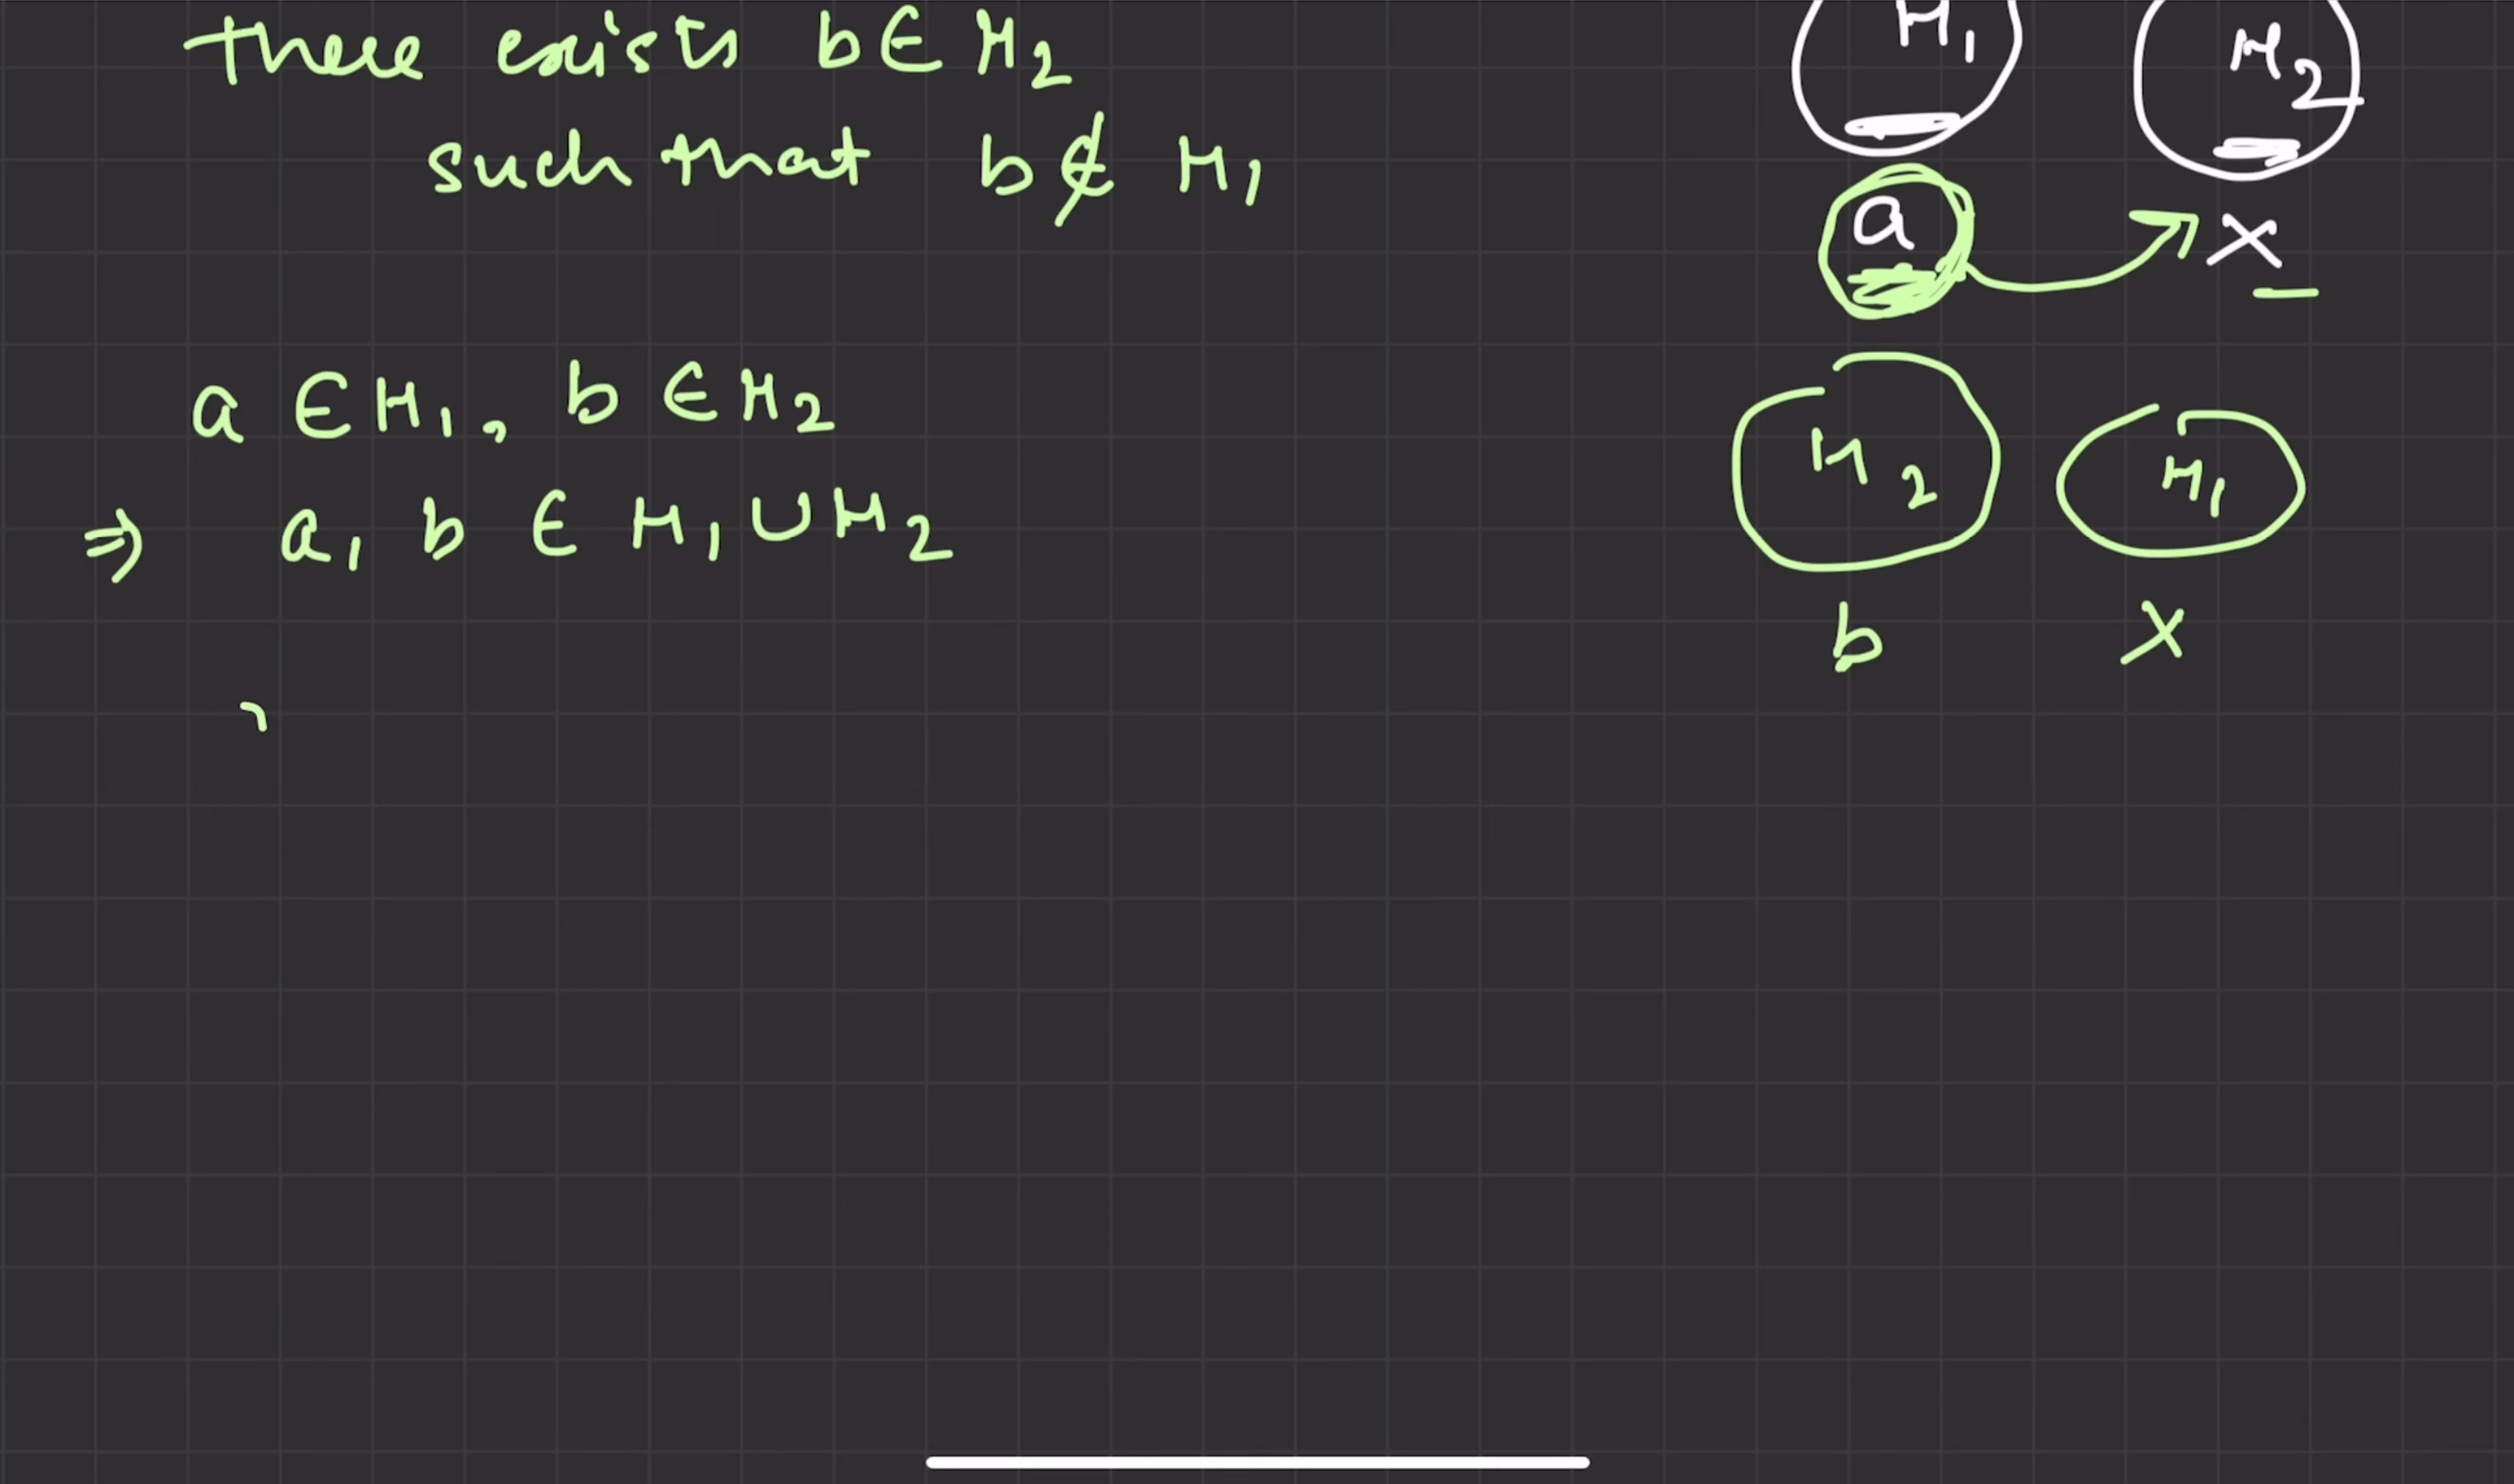 there exists b ∈ H₂
such that b ∉ H₁
a ∈ H₁, b ∈ H₂
⇒ a, b ∈ H₁ ∪ H₂
H₁ H₂
a ×
H₂ H₁
b ×